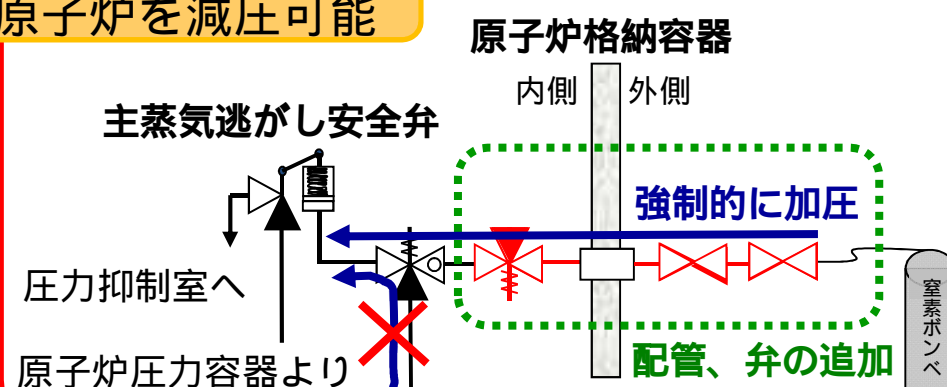 原子炉を減圧可能
原子炉格納容器
内側
外側
主蒸気逃がし安全弁
強制的に加圧
圧力抑制室へ
窒素ボンベ
原子炉圧力容器より
配管、弁の追加